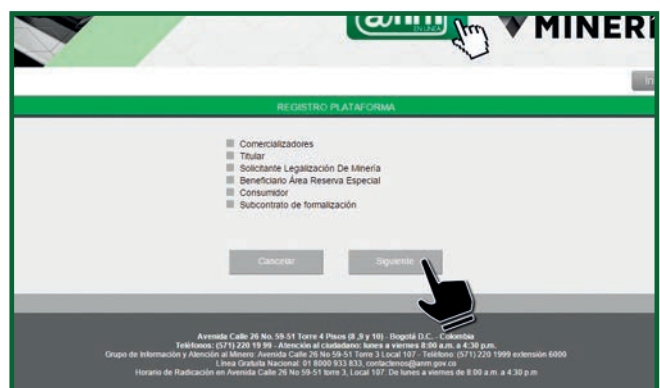 anm
EN LÍNEA
MINERÍ
In
REGISTRO PLATAFORMA
Comercializadores
Titular
Solicitante Legalización De Minería
Beneficiario Área Reserva Especial
Consumidor
Subcontrato de formalización
Cancelar
Siguiente
Avenida Calle 26 No. 59-51 Torre 4 Pisos (8 ,9 y 10) - Bogotá D.C. - Colombia
Teléfonos: (571) 220 19 99 - Atención al ciudadano: lunes a viernes 8:00 a.m. a 4:30 p.m.
Grupo de Información y Atención al Minero: Avenida Calle 26 No 59-51 Torre 3 Local 107 - Teléfono: (571) 220 1999 extensión 6000
Línea Gratuita Nacional: 01 8000 933 833, contactenos@anm.gov.co
Horario de Radicación en Avenida Calle 26 No 59-51 torre 3, Local 107: De lunes a viernes de 8:00 a.m. a 4:30 p.m